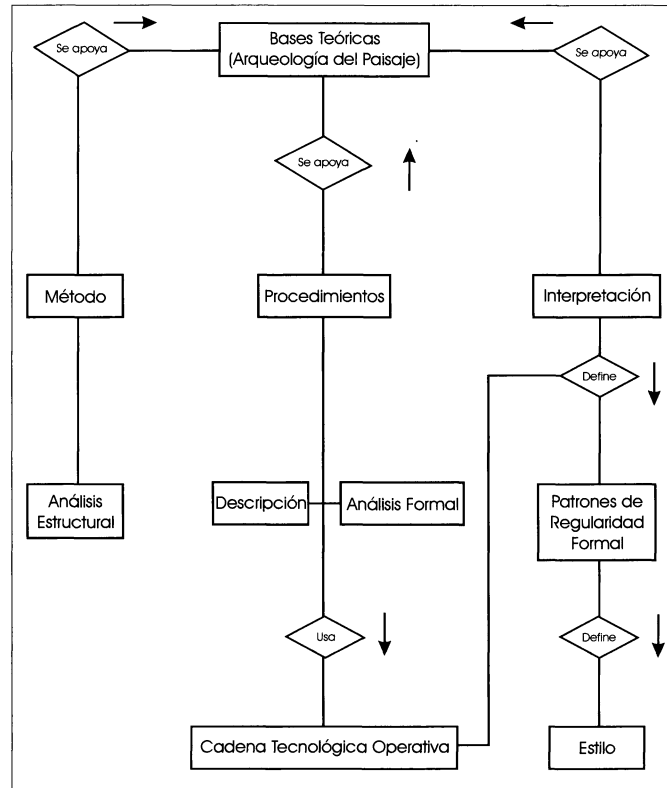 Bases Teóricas
(Arqueología del Paisaje)
Se apoya
Se apoya
Se apoya
Método
Procedimientos
Interpretación
Define
Análisis
Estructural
Descripción
Análisis Formal
Patrones de
Regularidad
Formal
Usa
Define
Cadena Tecnológica Operativa
Estilo